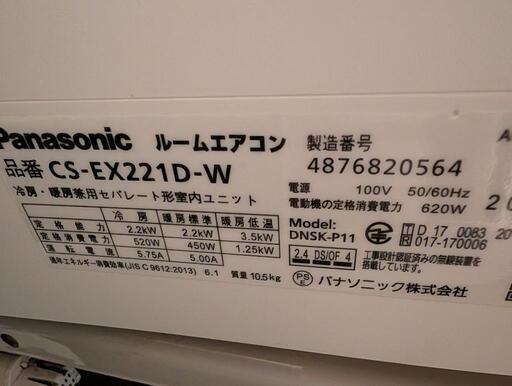 Panasonic ルームエアコン 製造番号
品番 CS-EX221D-W 4876820564
冷房・暖房兼用セパレート形室内ユニット
電源 100V 50/60Hz
電動機の定格消費電力 620W
冷房 暖房標準 暖房低温
定格能力 2.2kW 2.2kW 3.5kW
定格消費電力 520W 450W 1.25kW
運転電流 5.75A 5.00A
通年エネルギー消費効率(JIS C 9612:2013) 6.1 質量 10.5kg
Model:
DNSK-P11
T D 17 0083
R 017-170006
2.4 DS/OF 4
工事設計認証済みの無線装置を
搭載しています。
PS
E
パナソニック株式会社
A
20
20